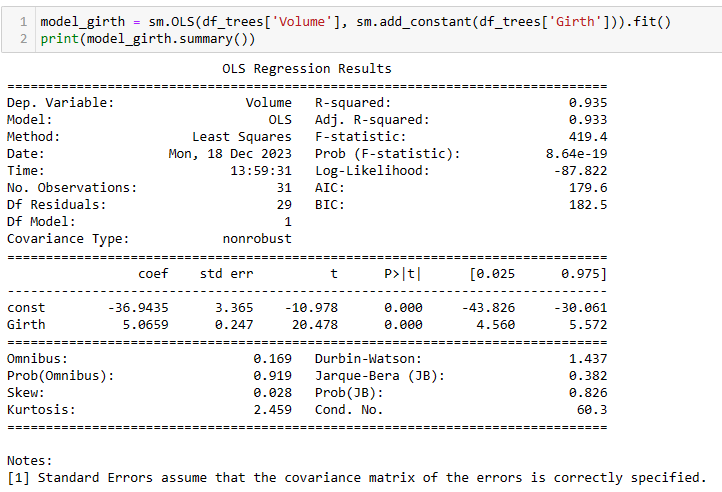 1 model_girth = sm.OLS(df_trees['Volume'], sm.add_constant(df_trees['Girth'])).fit()
2 print(model_girth.summary())
OLS Regression Results
==============================================================================
Dep. Variable: Volume R-squared: 0.935
Model: OLS Adj. R-squared: 0.933
Method: Least Squares F-statistic: 419.4
Date: Mon, 18 Dec 2023 Prob (F-statistic): 8.64e-19
Time: 13:59:31 Log-Likelihood: -87.822
No. Observations: 31 AIC: 179.6
Df Residuals: 29 BIC: 182.5
Df Model: 1
Covariance Type: nonrobust
==============================================================================
coef std err t P>|t| [0.025 0.975]
------------------------------------------------------------------------------
const -36.9435 3.365 -10.978 0.000 -43.826 -30.061
Girth 5.0659 0.247 20.478 0.000 4.560 5.572
==============================================================================
Omnibus: 0.169 Durbin-Watson: 1.437
Prob(Omnibus): 0.919 Jarque-Bera (JB): 0.382
Skew: 0.028 Prob(JB): 0.826
Kurtosis: 2.459 Cond. No. 60.3
==============================================================================
Notes:
[1] Standard Errors assume that the covariance matrix of the errors is correctly specified.